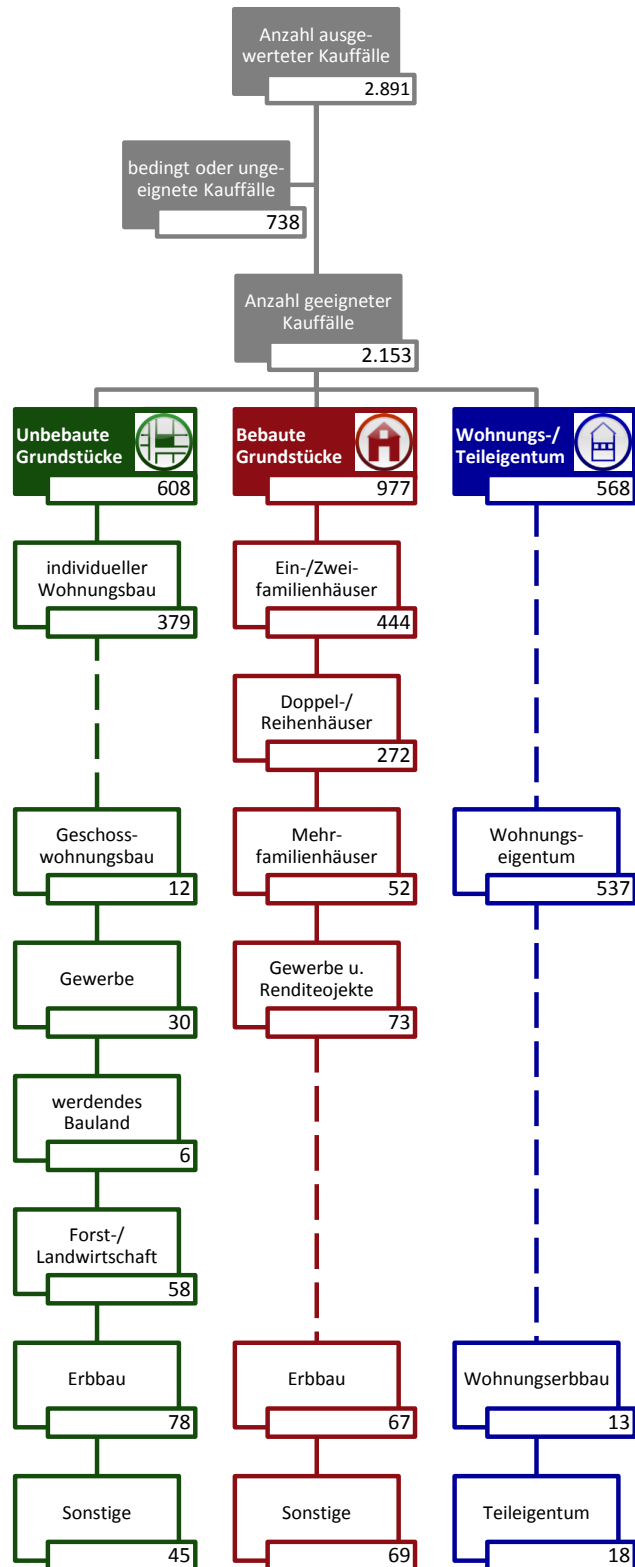 Anzahl ausge-
werteter Kauffälle
2.891
bedingt oder unge-
eignete Kauffälle
738
Anzahl geeigneter
Kauffälle
2.153
Unbebaute
Grundstücke
608
individueller
Wohnungsbau
379
Geschoss-
wohnungsbau
12
Gewerbe
30
werdendes
Bauland
6
Forst-/
Landwirtschaft
58
Erbbau
78
Sonstige
45
Bebaute
Grundstücke
977
Ein-/Zwei-
familienhäuser
444
Doppel-/
Reihenhäuser
272
Mehr-
familienhäuser
52
Gewerbe u.
Renditeojekte
73
Erbbau
67
Sonstige
69
Wohnungs-/
Teileigentum
568
Wohnungs-
eigentum
537
Wohnungserbbau
13
Teileigentum
18